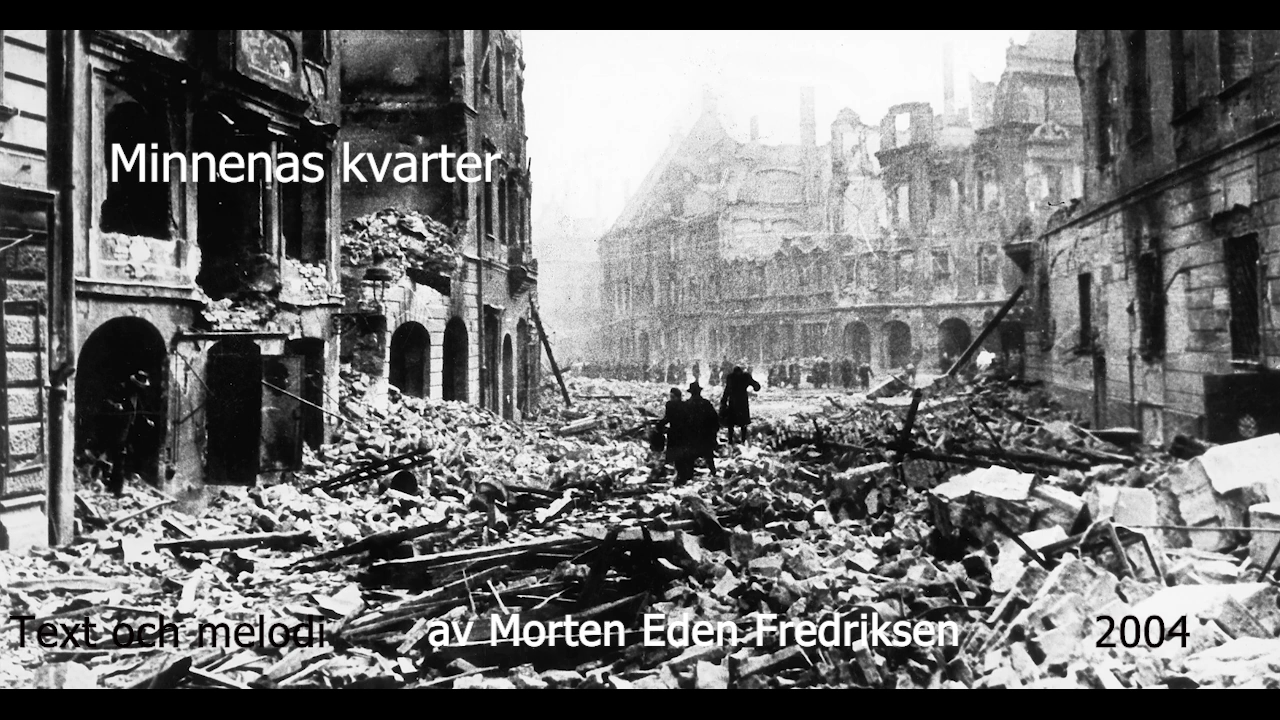 Minnenas kvarter
Text och melodi av Morten Eden Fredriksen 2004